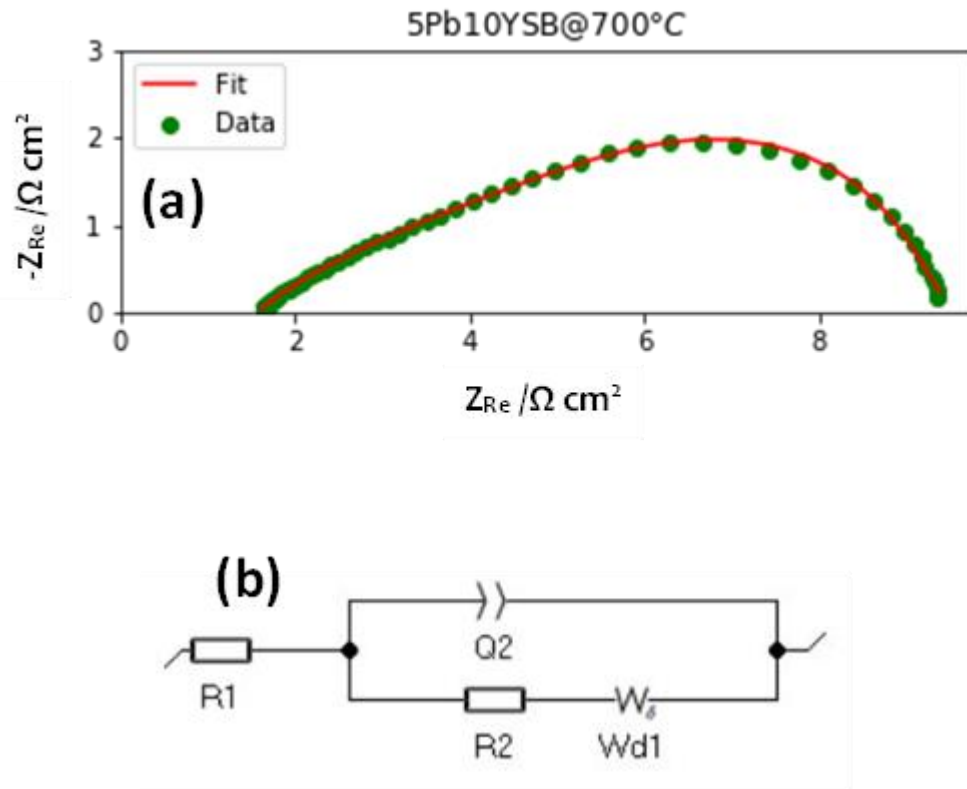 5Pb10YSB@700°C
3
Fit
Data
2
-ZRe /Ω cm²
(a)
1
0
0 2 4 6 8
ZRe /Ω cm²
(b)
Q2
R1
Wδ
R2 Wd1